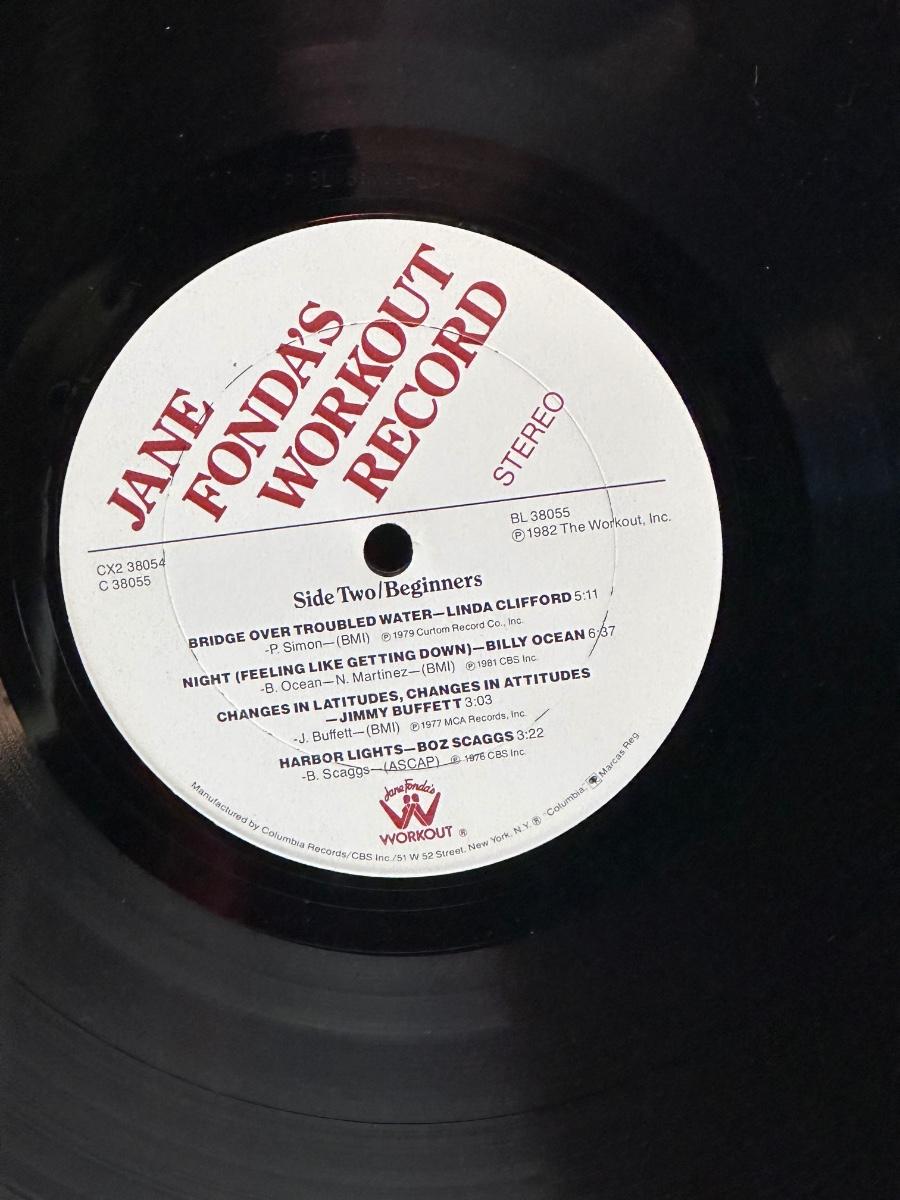 JANE
FONDA'S
WORKOUT
RECORD
STEREO
CX2 38054
C 38055
BL 38055
Ⓟ1982 The Workout, Inc.
Side Two/Beginners
BRIDGE OVER TROUBLED WATER—LINDA CLIFFORD 5:11
-P. Simon—(BMI) Ⓟ1979 Curtom Record Co., Inc.
NIGHT (FEELING LIKE GETTING DOWN)—BILLY OCEAN 6:37
-B. Ocean—N. Martinez—(BMI) Ⓟ1981 CBS Inc.
CHANGES IN LATITUDES, CHANGES IN ATTITUDES
—JIMMY BUFFETT 3:03
-J. Buffett—(BMI) Ⓟ1977 MCA Records, Inc.
HARBOR LIGHTS—BOZ SCAGGS 3:22
-B. Scaggs—(ASCAP) Ⓟ 1976 CBS Inc.
Jane Fonda's
WORKOUT ®
Manufactured by Columbia Records/CBS Inc./51 W 52 Street, New York, N.Y. ® "Columbia," Marcas Reg.